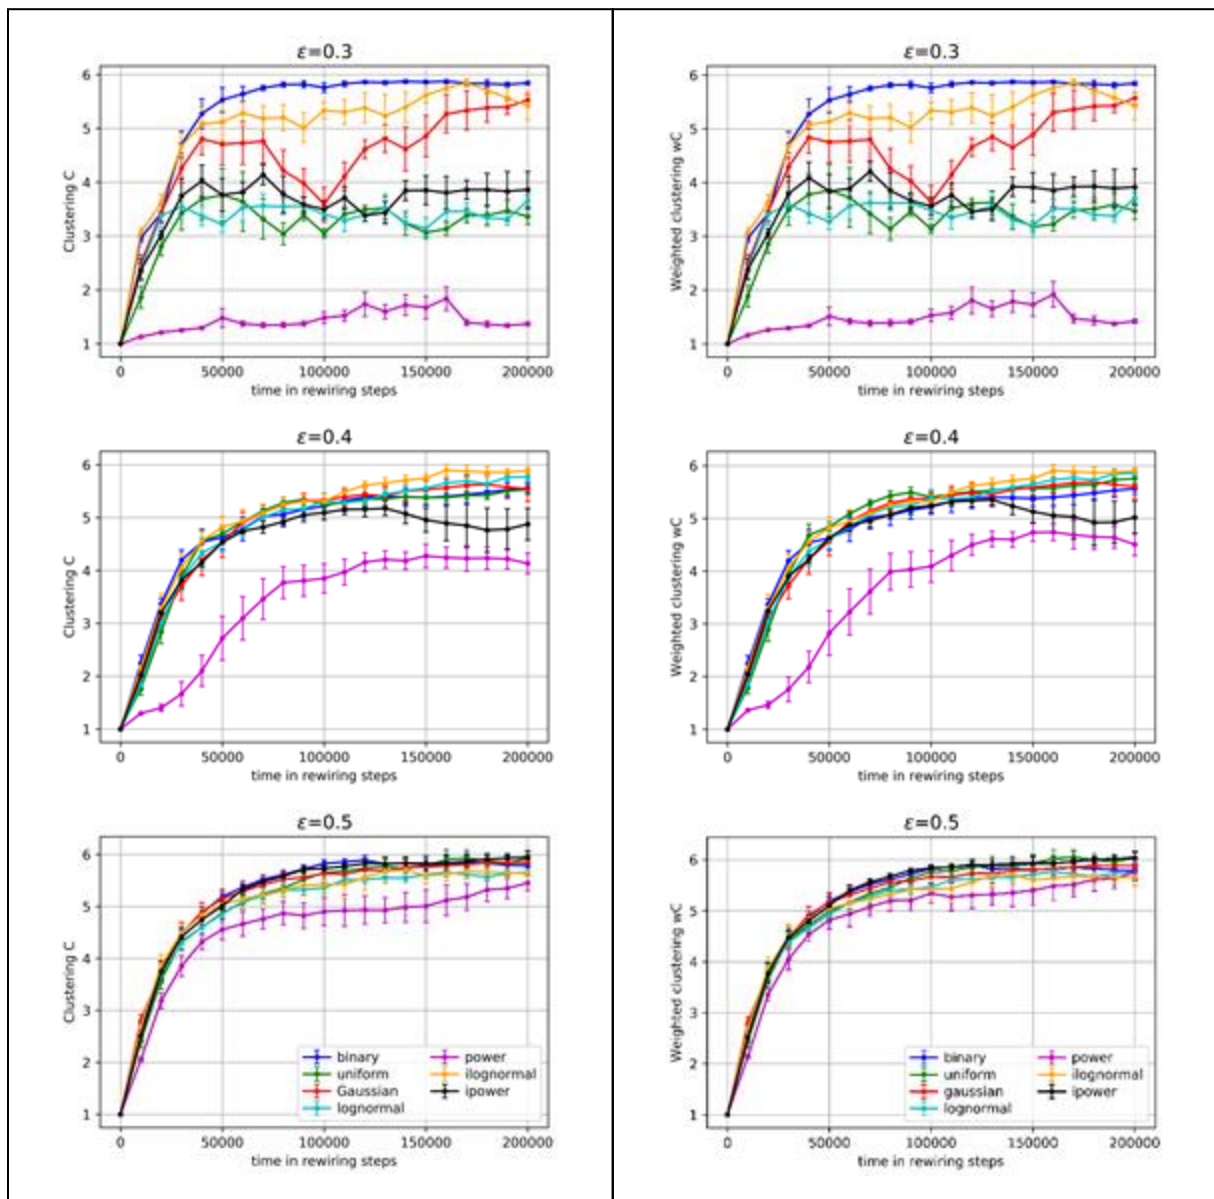 ε=0.3
6
5
4
3
2
1
Clustering C
0 50000 100000 150000 200000
time in rewiring steps
ε=0.3
6
5
4
3
2
1
Weighted clustering wC
0 50000 100000 150000 200000
time in rewiring steps
ε=0.4
6
5
4
3
2
1
Clustering C
0 50000 100000 150000 200000
time in rewiring steps
ε=0.4
6
5
4
3
2
1
Weighted clustering wC
0 50000 100000 150000 200000
time in rewiring steps
ε=0.5
6
5
4
3
2
1
Clustering C
binary power
uniform ilognormal
Gaussian ipower
lognormal
0 50000 100000 150000 200000
time in rewiring steps
ε=0.5
6
5
4
3
2
1
Weighted clustering wC
binary power
uniform ilognormal
gaussian ipower
lognormal
0 50000 100000 150000 200000
time in rewiring steps